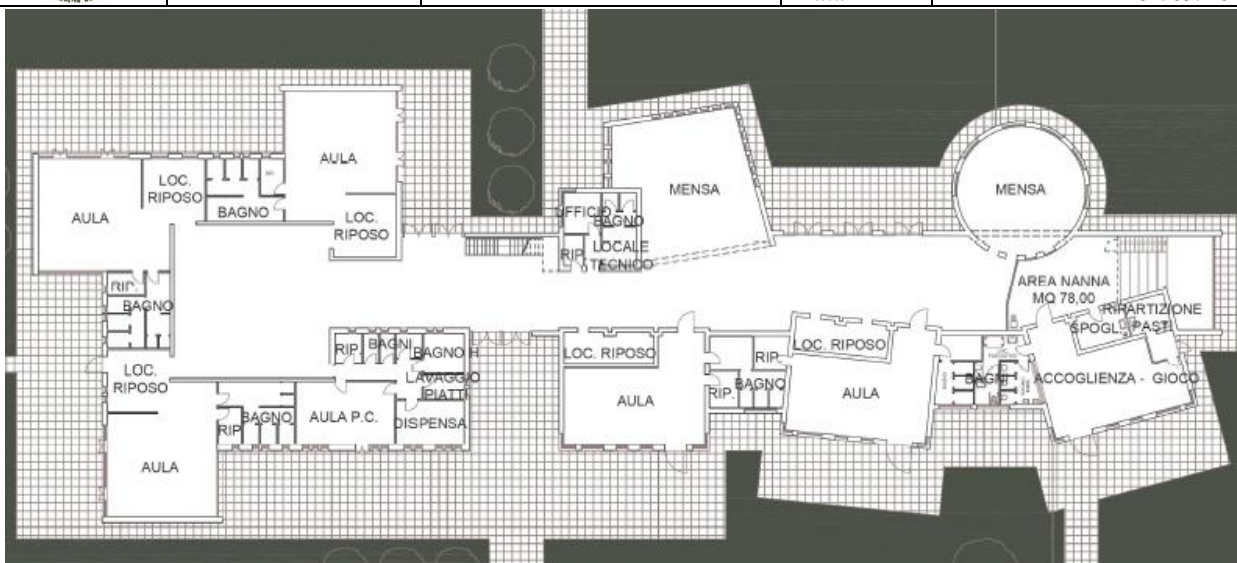 AULA
LOC.
RIPOSO
AULA
BAGNO
LOC.
RIPOSO
MENSA
MENSA
UFFICIO
BAGNO
RIP.
LOCALE
TECNICO
RIP.
BAGNO
AREA NANNA
MQ 78,00
RIPARTIZIONE
PASTI
SPOGL.
LOC.
RIPOSO
RIP.
BAGNI
BAGNO H
LAVAGGIO
PIATTI
LOC. RIPOSO
RIP.
LOC. RIPOSO
RIP.
BAGNO
AULA
AULA
BAGNI
ACCOGLIENZA - GIOCO
RIP.
BAGNO
AULA P.C.
DISPENSA
AULA